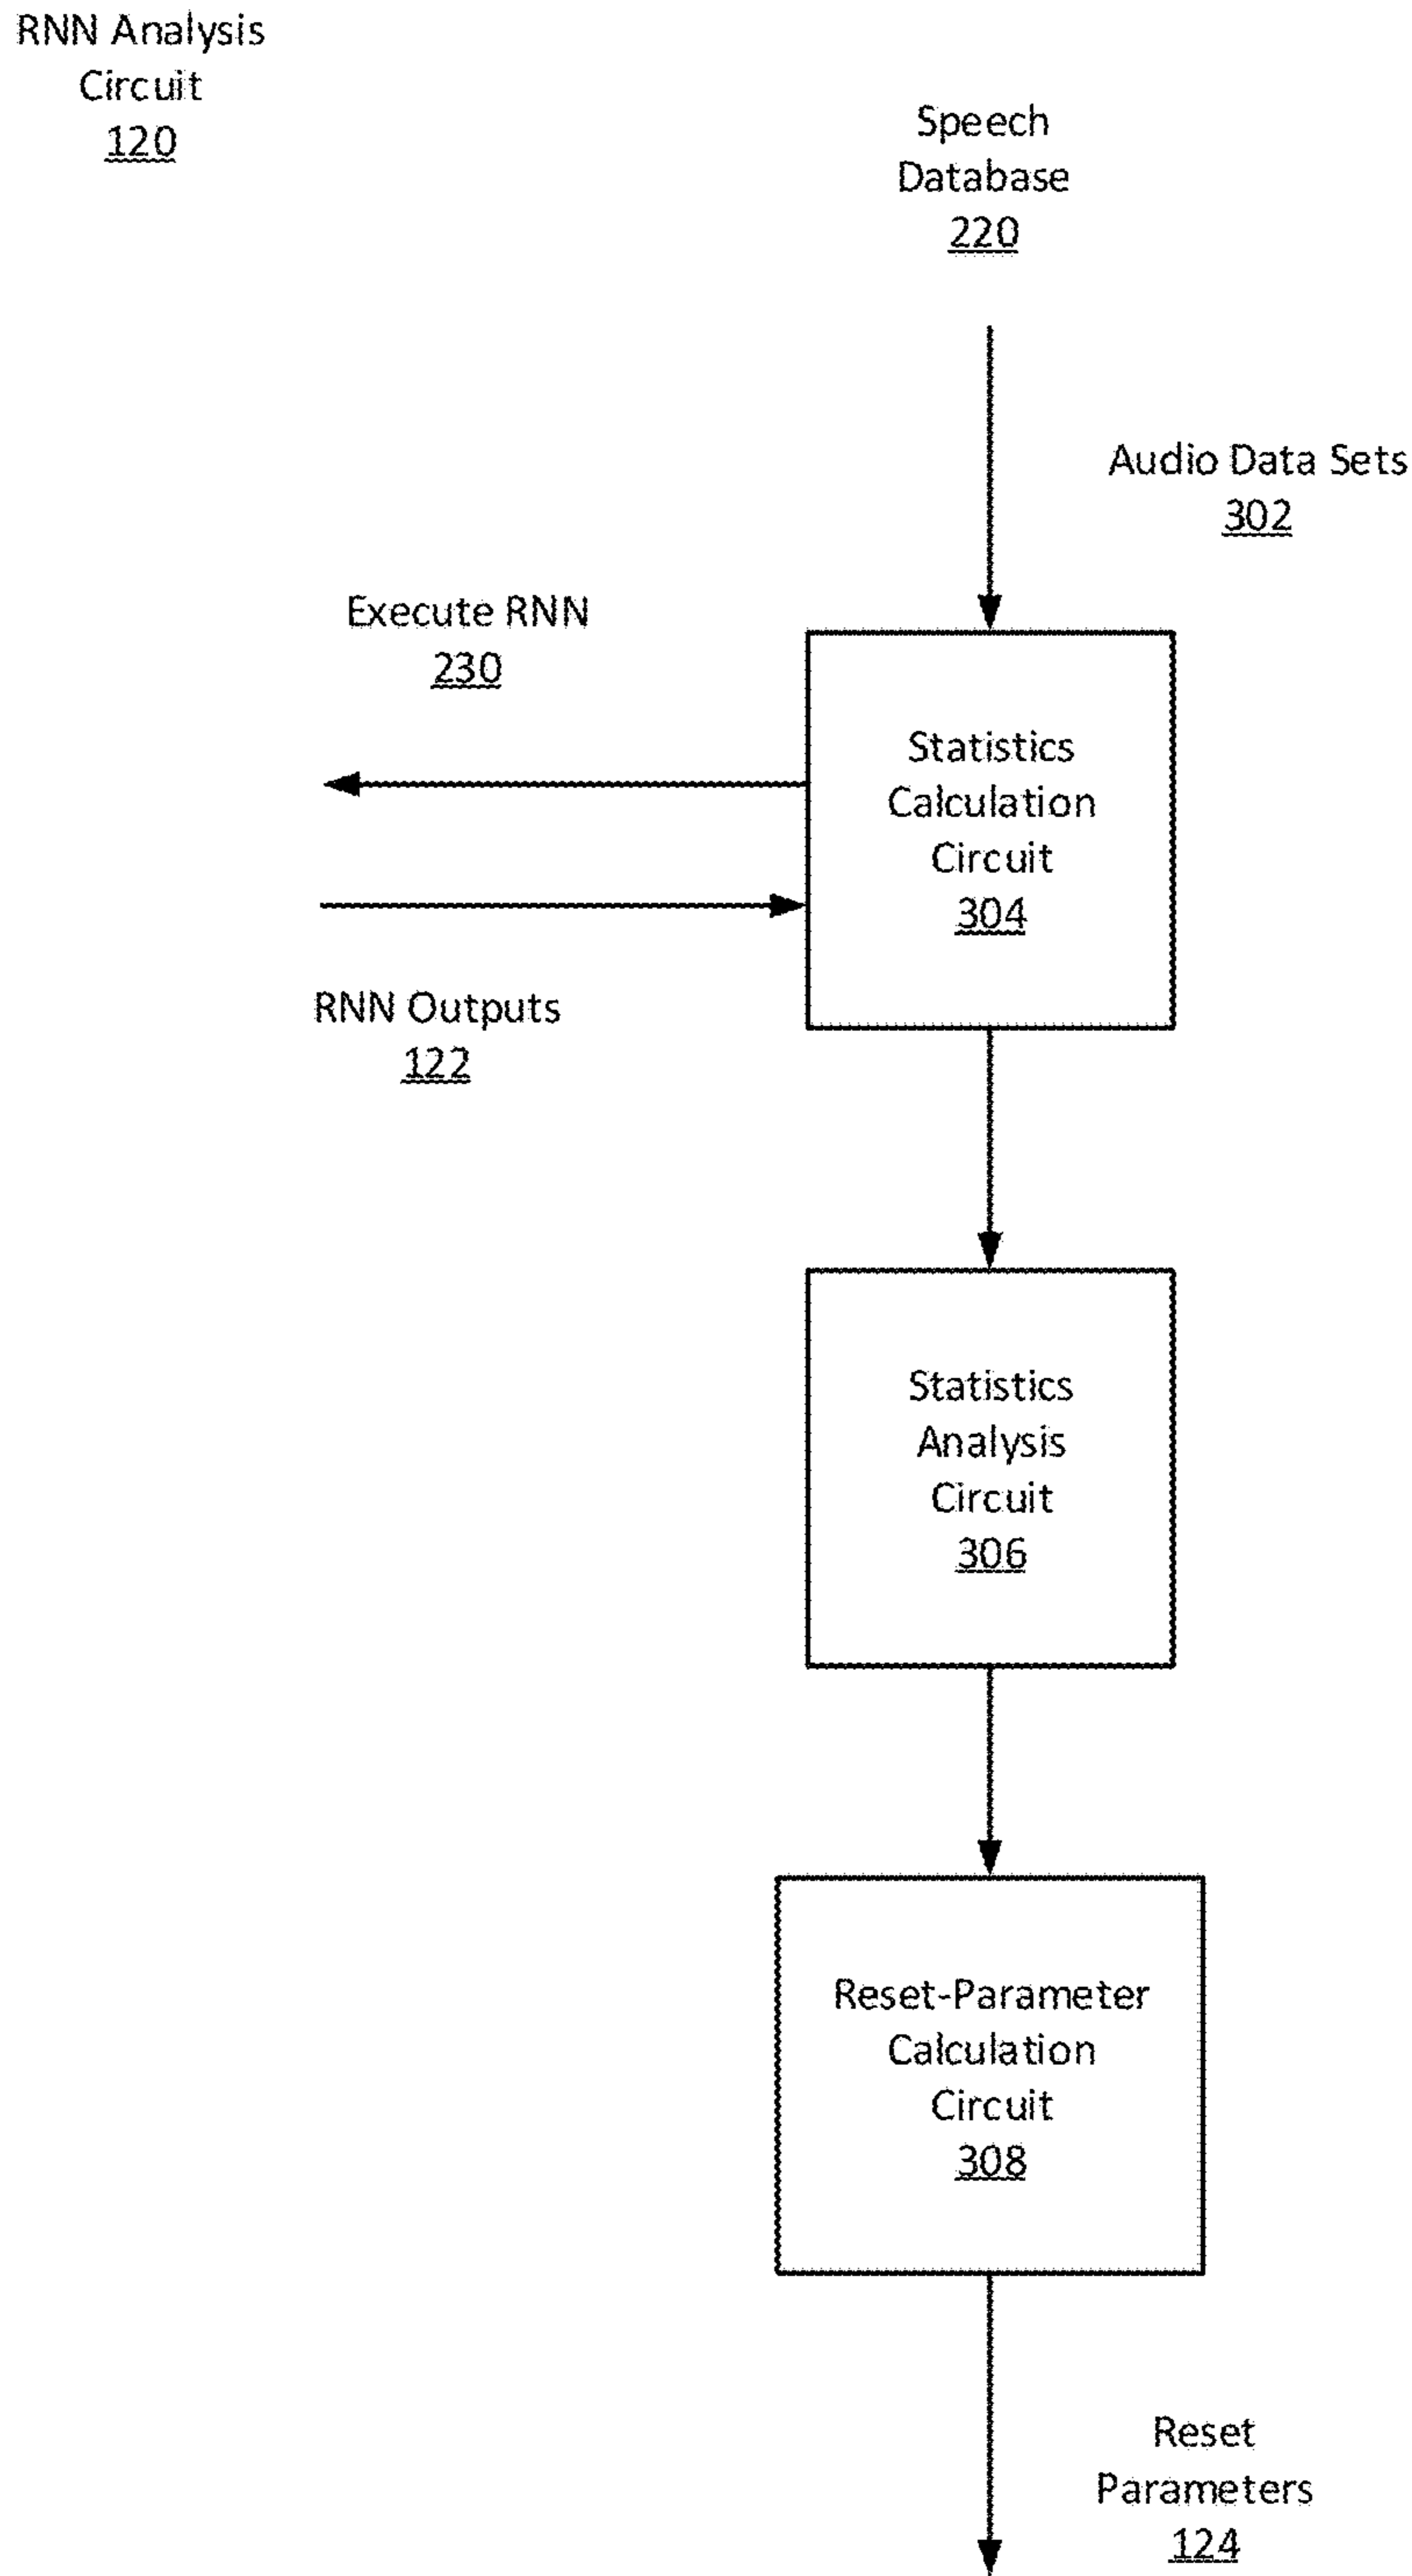 RNN Analysis
Circuit
120
Speech
Database
220
Audio Data Sets
302
Execute RNN
230
Statistics
Calculation
Circuit
304
RNN Outputs
122
Statistics
Analysis
Circuit
306
Reset-Parameter
Calculation
Circuit
308
Reset
Parameters
124